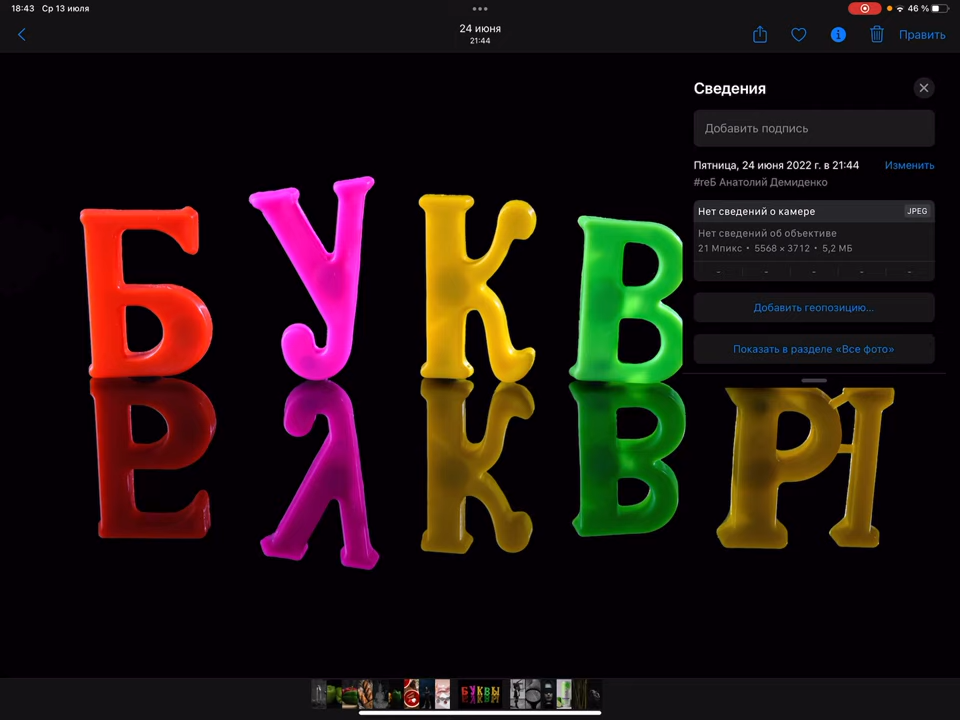 18:43 Ср 13 июля
46 %
24 июня
21:44
Править
Сведения
Добавить подпись
Пятница, 24 июня 2022 г. в 21:44 Изменить
#геБ Анатолий Демиденко
Нет сведений о камере JPEG
Нет сведений об объективе
21 Мпикс • 5568 × 3712 • 5,2 МБ
- - - - -
Добавить геопозицию...
Показать в разделе «Все фото»
БУКВ
БУКВЫ